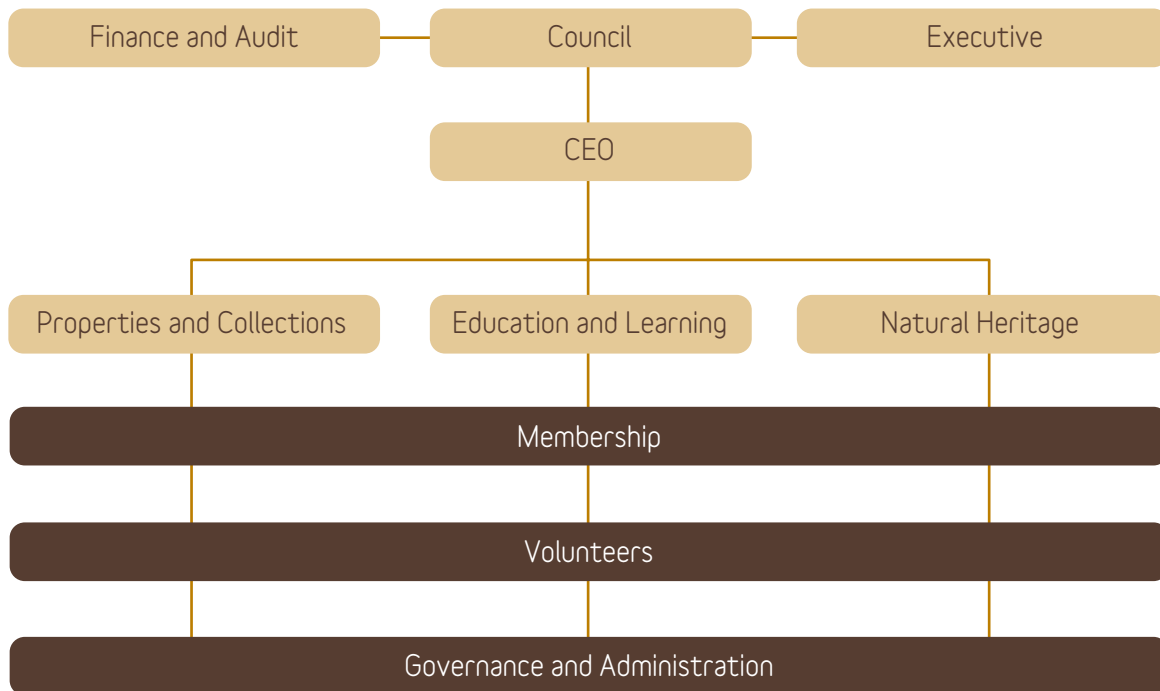 Finance and Audit
Council
Executive
CEO
Properties and Collections
Education and Learning
Natural Heritage
Membership
Volunteers
Governance and Administration